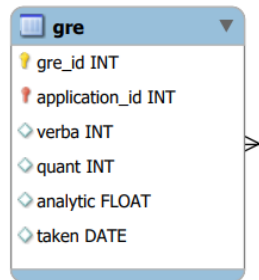 gre
gre_id INT
application_id INT
verba INT
quant INT
analytic FLOAT
taken DATE